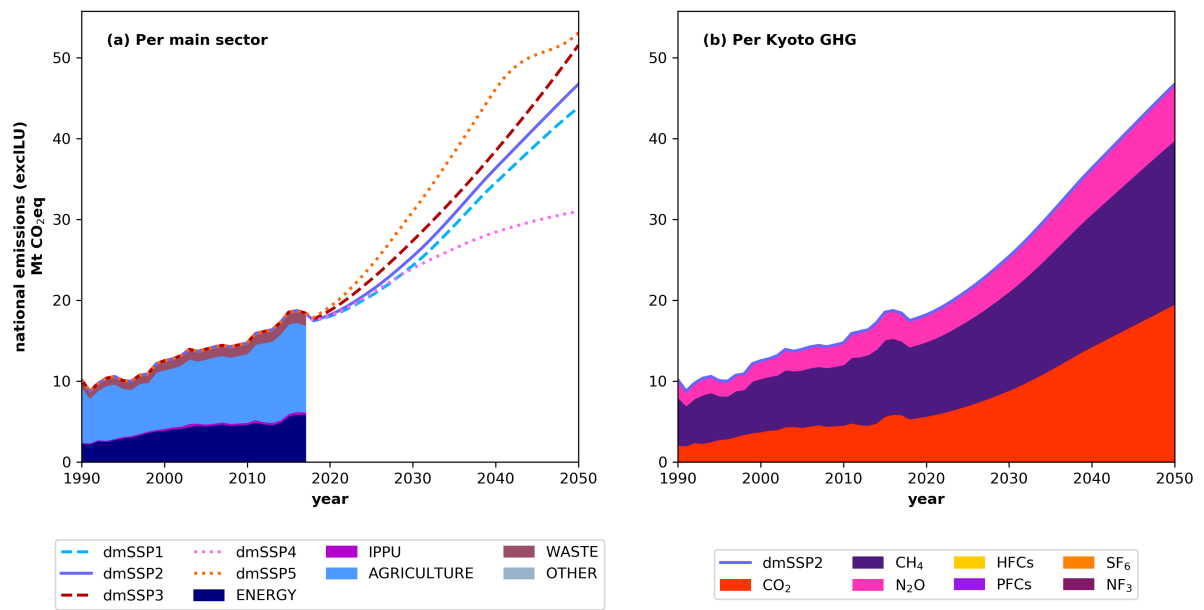 (a) Per main sector
national emissions (exclLU)
Mt CO₂eq
50
40
30
20
10
0
1990 2000 2010 2020 2030 2040 2050
year
dmSSP1
dmSSP2
dmSSP3
dmSSP4
dmSSP5
ENERGY
IPPU
AGRICULTURE
WASTE
OTHER
(b) Per Kyoto GHG
50
40
30
20
10
0
1990 2000 2010 2020 2030 2040 2050
year
dmSSP2
CO₂
CH₄
N₂O
HFCs
PFCs
SF₆
NF₃